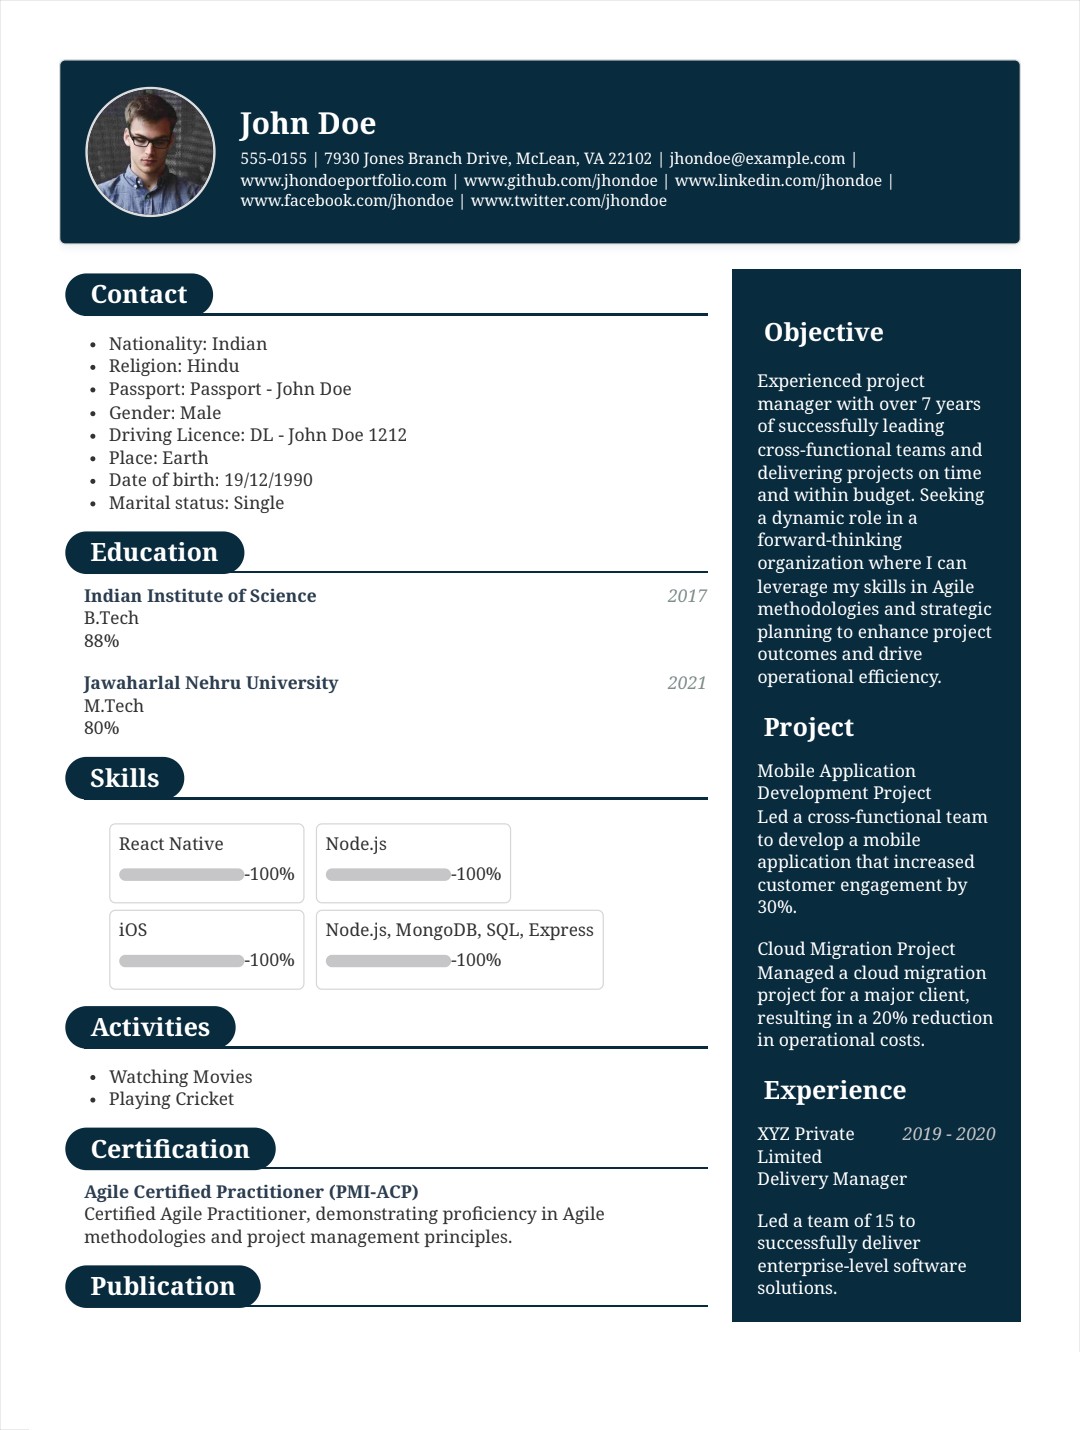 John Doe
555-0155 | 7930 Jones Branch Drive, McLean, VA 22102 | jhondoe@example.com |
www.jhondoeportfolio.com | www.github.com/jhondoe | www.linkedin.com/jhondoe |
www.facebook.com/jhondoe | www.twitter.com/jhondoe
Contact
• Nationality: Indian
• Religion: Hindu
• Passport: Passport - John Doe
• Gender: Male
• Driving Licence: DL - John Doe 1212
• Place: Earth
• Date of birth: 19/12/1990
• Marital status: Single
Education
Indian Institute of Science 2017
B.Tech
88%
Jawaharlal Nehru University 2021
M.Tech
80%
Skills
React Native
-100%
Node.js
-100%
iOS
-100%
Node.js, MongoDB, SQL, Express
-100%
Activities
• Watching Movies
• Playing Cricket
Certification
Agile Certified Practitioner (PMI-ACP)
Certified Agile Practitioner, demonstrating proficiency in Agile
methodologies and project management principles.
Publication
Objective
Experienced project
manager with over 7 years
of successfully leading
cross-functional teams and
delivering projects on time
and within budget. Seeking
a dynamic role in a
forward-thinking
organization where I can
leverage my skills in Agile
methodologies and strategic
planning to enhance project
outcomes and drive
operational efficiency.
Project
Mobile Application
Development Project
Led a cross-functional team
to develop a mobile
application that increased
customer engagement by
30%.
Cloud Migration Project
Managed a cloud migration
project for a major client,
resulting in a 20% reduction
in operational costs.
Experience
XYZ Private 2019 - 2020
Limited
Delivery Manager
Led a team of 15 to
successfully deliver
enterprise-level software
solutions.